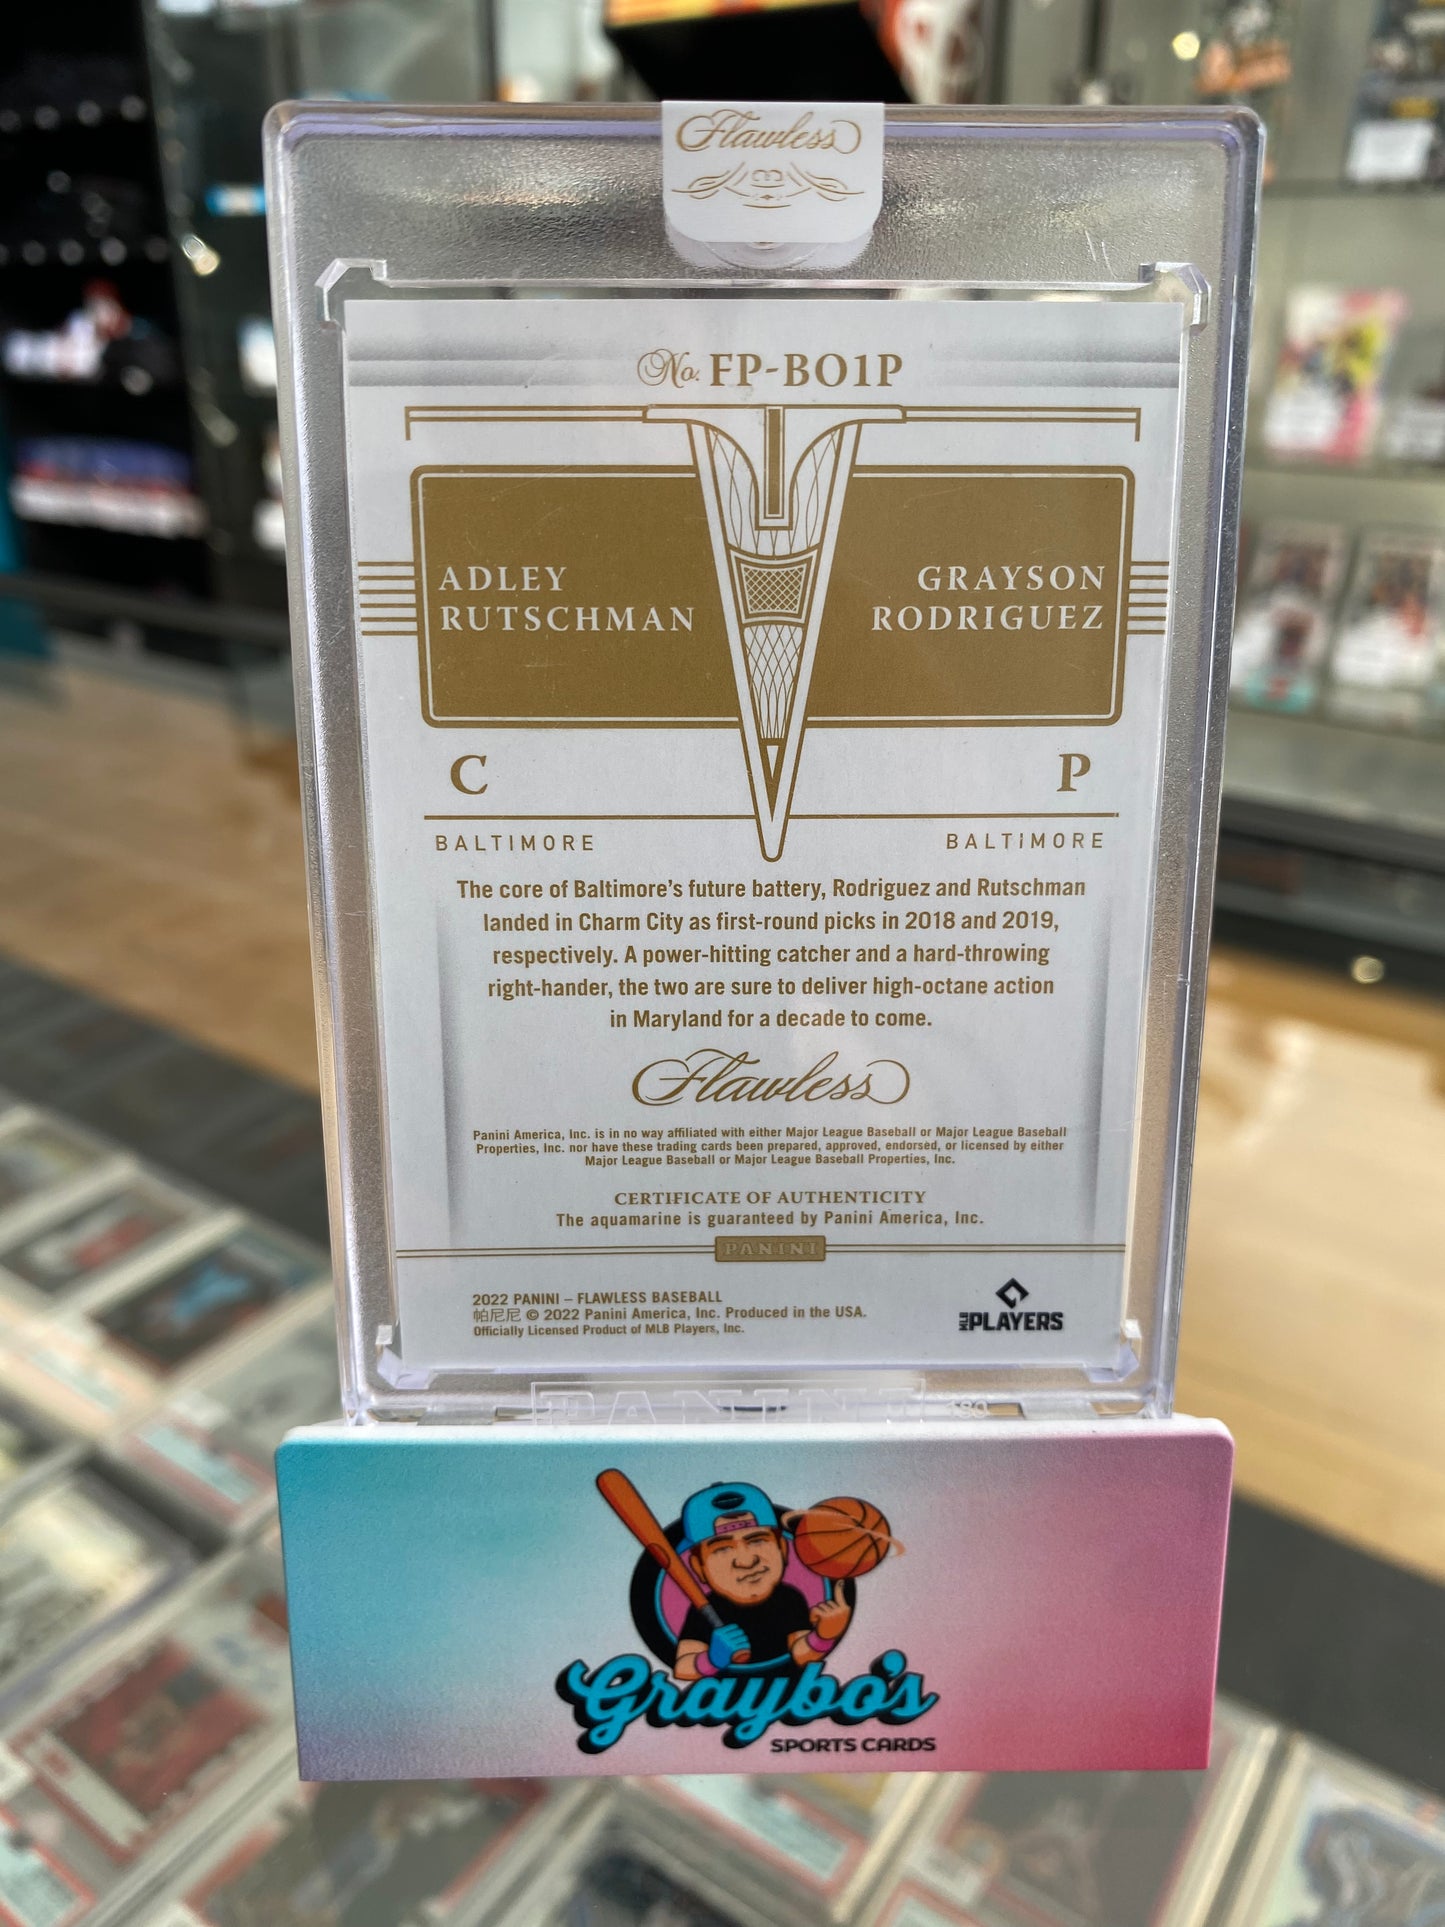 Flawless
No. FP-BO1P
ADLEY
RUTSCHMAN
GRAYSON
RODRIGUEZ
C
P
BALTIMORE
BALTIMORE
The core of Baltimore's future battery, Rodriguez and Rutschman
landed in Charm City as first-round picks in 2018 and 2019,
respectively. A power-hitting catcher and a hard-throwing
right-hander, the two are sure to deliver high-octane action
in Maryland for a decade to come.
Flawless
Panini America, Inc. is in no way affiliated with either Major League Baseball or Major League Baseball
Properties, Inc. nor have these trading cards been prepared, approved, endorsed, or licensed by either
Major League Baseball or Major League Baseball Properties, Inc.
CERTIFICATE OF AUTHENTICITY
The aquamarine is guaranteed by Panini America, Inc.
PANINI
2022 PANINI – FLAWLESS BASEBALL
帕尼尼 © 2022 Panini America, Inc. Produced in the USA.
Officially Licensed Product of MLB Players, Inc.
MLB PLAYERS
PANINI
180
Graybo's
SPORTS CARDS